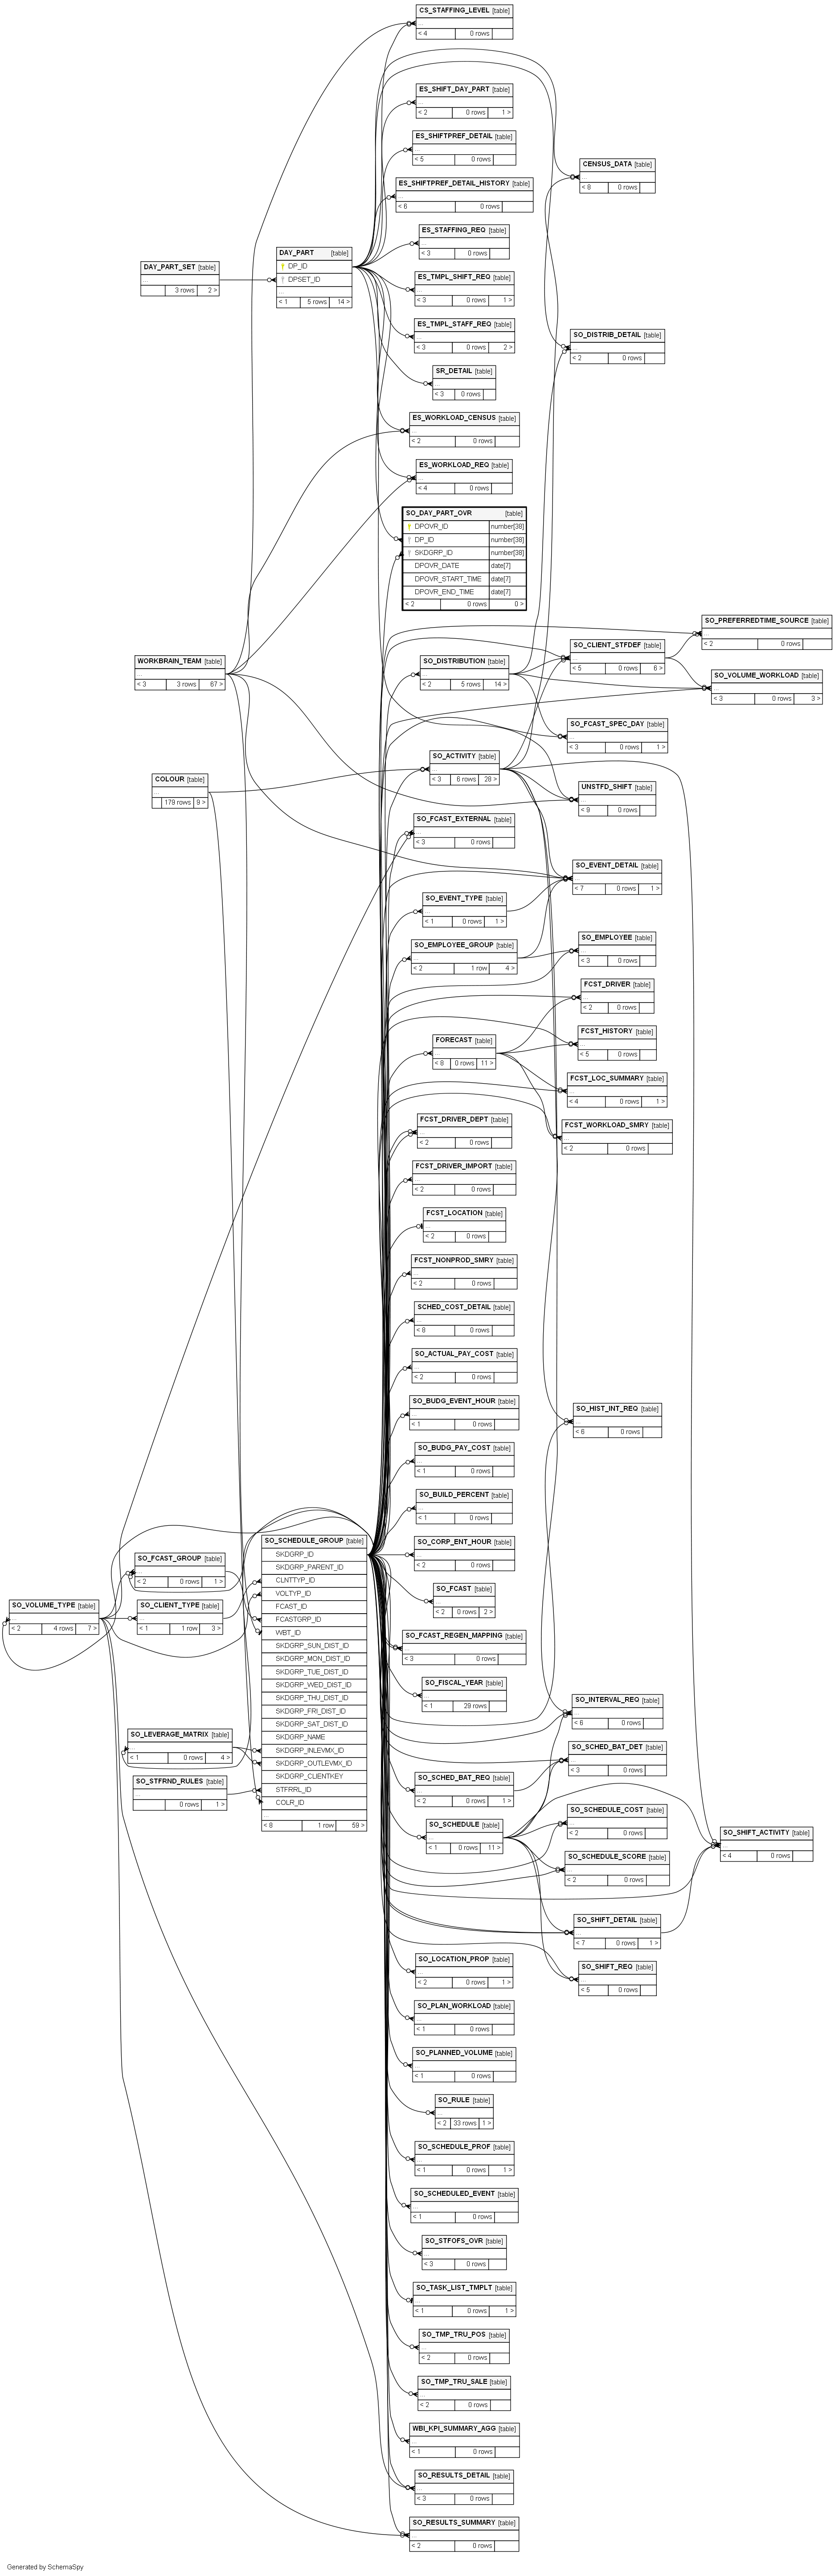 CS_STAFFING_LEVEL [table]
...
< 4 0 rows
ES_SHIFT_DAY_PART [table]
...
< 2 0 rows 1 >
ES_SHIFTPREF_DETAIL [table]
...
< 5 0 rows
CENSUS_DATA [table]
...
< 8 0 rows
ES_SHIFTPREF_DETAIL_HISTORY [table]
...
< 6 0 rows
ES_STAFFING_REQ [table]
...
< 3 0 rows
DAY_PART [table]
DP_ID
DPSET_ID
...
< 1 5 rows 14 >
DAY_PART_SET [table]
...
3 rows 2 >
ES_TMPL_SHIFT_REQ [table]
...
< 3 0 rows 1 >
ES_TMPL_STAFF_REQ [table]
...
< 3 0 rows 2 >
SO_DISTRIB_DETAIL [table]
...
< 2 0 rows
SR_DETAIL [table]
...
< 3 0 rows
ES_WORKLOAD_CENSUS [table]
...
< 2 0 rows
ES_WORKLOAD_REQ [table]
...
< 4 0 rows
SO_DAY_PART_OVR [table]
DPOVR_ID number[38]
DP_ID number[38]
SKDGRP_ID number[38]
DPOVR_DATE date[7]
DPOVR_START_TIME date[7]
DPOVR_END_TIME date[7]
< 2 0 rows 0 >
SO_PREFERREDTIME_SOURCE [table]
...
< 2 0 rows
SO_CLIENT_STFDEF [table]
...
< 5 0 rows 6 >
WORKBRAIN_TEAM [table]
...
< 3 3 rows 67 >
SO_DISTRIBUTION [table]
...
< 2 5 rows 14 >
SO_VOLUME_WORKLOAD [table]
...
< 3 0 rows 3 >
SO_FCAST_SPEC_DAY [table]
...
< 3 0 rows 1 >
SO_ACTIVITY [table]
...
< 3 6 rows 28 >
COLOUR [table]
...
179 rows 9 >
UNSTFD_SHIFT [table]
...
< 9 0 rows
SO_FCAST_EXTERNAL [table]
...
< 3 0 rows
SO_EVENT_DETAIL [table]
...
< 7 0 rows 1 >
SO_EVENT_TYPE [table]
...
< 1 0 rows 1 >
SO_EMPLOYEE [table]
...
< 3 0 rows
SO_EMPLOYEE_GROUP [table]
...
< 2 1 row 4 >
FCST_DRIVER [table]
...
< 2 0 rows
FCST_HISTORY [table]
...
< 5 0 rows
FORECAST [table]
...
< 8 0 rows 11 >
FCST_LOC_SUMMARY [table]
...
< 4 0 rows 1 >
FCST_DRIVER_DEPT [table]
...
< 2 0 rows
FCST_WORKLOAD_SMRY [table]
...
< 2 0 rows
FCST_DRIVER_IMPORT [table]
...
< 2 0 rows
FCST_LOCATION [table]
...
< 2 0 rows
FCST_NONPROD_SMRY [table]
...
< 2 0 rows
SCHED_COST_DETAIL [table]
...
< 8 0 rows
SO_ACTUAL_PAY_COST [table]
...
< 2 0 rows
SO_BUDG_EVENT_HOUR [table]
...
< 1 0 rows
SO_HIST_INT_REQ [table]
...
< 6 0 rows
SO_BUDG_PAY_COST [table]
...
< 1 0 rows
SO_BUILD_PERCENT [table]
...
< 1 0 rows
SO_CORP_ENT_HOUR [table]
...
< 2 0 rows
SO_SCHEDULE_GROUP [table]
SKDGRP_ID
SKDGRP_PARENT_ID
CLNTTYP_ID
VOLTYP_ID
FCAST_ID
FCASTGRP_ID
WBT_ID
SKDGRP_SUN_DIST_ID
SKDGRP_MON_DIST_ID
SKDGRP_TUE_DIST_ID
SKDGRP_WED_DIST_ID
SKDGRP_THU_DIST_ID
SKDGRP_FRI_DIST_ID
SKDGRP_SAT_DIST_ID
SKDGRP_NAME
SKDGRP_INLEVMX_ID
SKDGRP_OUTLEVMX_ID
SKDGRP_CLIENTKEY
STFRRL_ID
COLR_ID
...
< 8 1 row 59 >
SO_FCAST_GROUP [table]
...
< 2 0 rows 1 >
SO_VOLUME_TYPE [table]
...
< 2 4 rows 7 >
SO_CLIENT_TYPE [table]
...
< 1 1 row 3 >
SO_LEVERAGE_MATRIX [table]
...
< 1 0 rows 4 >
SO_STFRND_RULES [table]
...
0 rows 1 >
SO_FCAST [table]
...
< 2 0 rows 2 >
SO_FCAST_REGEN_MAPPING [table]
...
< 3 0 rows
SO_FISCAL_YEAR [table]
...
< 1 29 rows
SO_INTERVAL_REQ [table]
...
< 6 0 rows
SO_SCHED_BAT_DET [table]
...
< 3 0 rows
SO_SCHED_BAT_REQ [table]
...
< 2 0 rows 1 >
SO_SCHEDULE_COST [table]
...
< 2 0 rows
SO_SCHEDULE [table]
...
< 1 0 rows 11 >
SO_SHIFT_ACTIVITY [table]
...
< 4 0 rows
SO_SCHEDULE_SCORE [table]
...
< 2 0 rows
SO_SHIFT_DETAIL [table]
...
< 7 0 rows 1 >
SO_LOCATION_PROP [table]
...
< 2 0 rows 1 >
SO_SHIFT_REQ [table]
...
< 5 0 rows
SO_PLAN_WORKLOAD [table]
...
< 1 0 rows
SO_PLANNED_VOLUME [table]
...
< 1 0 rows
SO_RULE [table]
...
< 2 33 rows 1 >
SO_SCHEDULE_PROF [table]
...
< 1 0 rows 1 >
SO_SCHEDULED_EVENT [table]
...
< 1 0 rows
SO_STFOFS_OVR [table]
...
< 3 0 rows
SO_TASK_LIST_TMPLT [table]
...
< 1 0 rows 1 >
SO_TMP_TRU_POS [table]
...
< 2 0 rows
SO_TMP_TRU_SALE [table]
...
< 2 0 rows
WBI_KPI_SUMMARY_AGG [table]
...
< 1 0 rows
SO_RESULTS_DETAIL [table]
...
< 3 0 rows
SO_RESULTS_SUMMARY [table]
...
< 2 0 rows
Generated by SchemaSpy